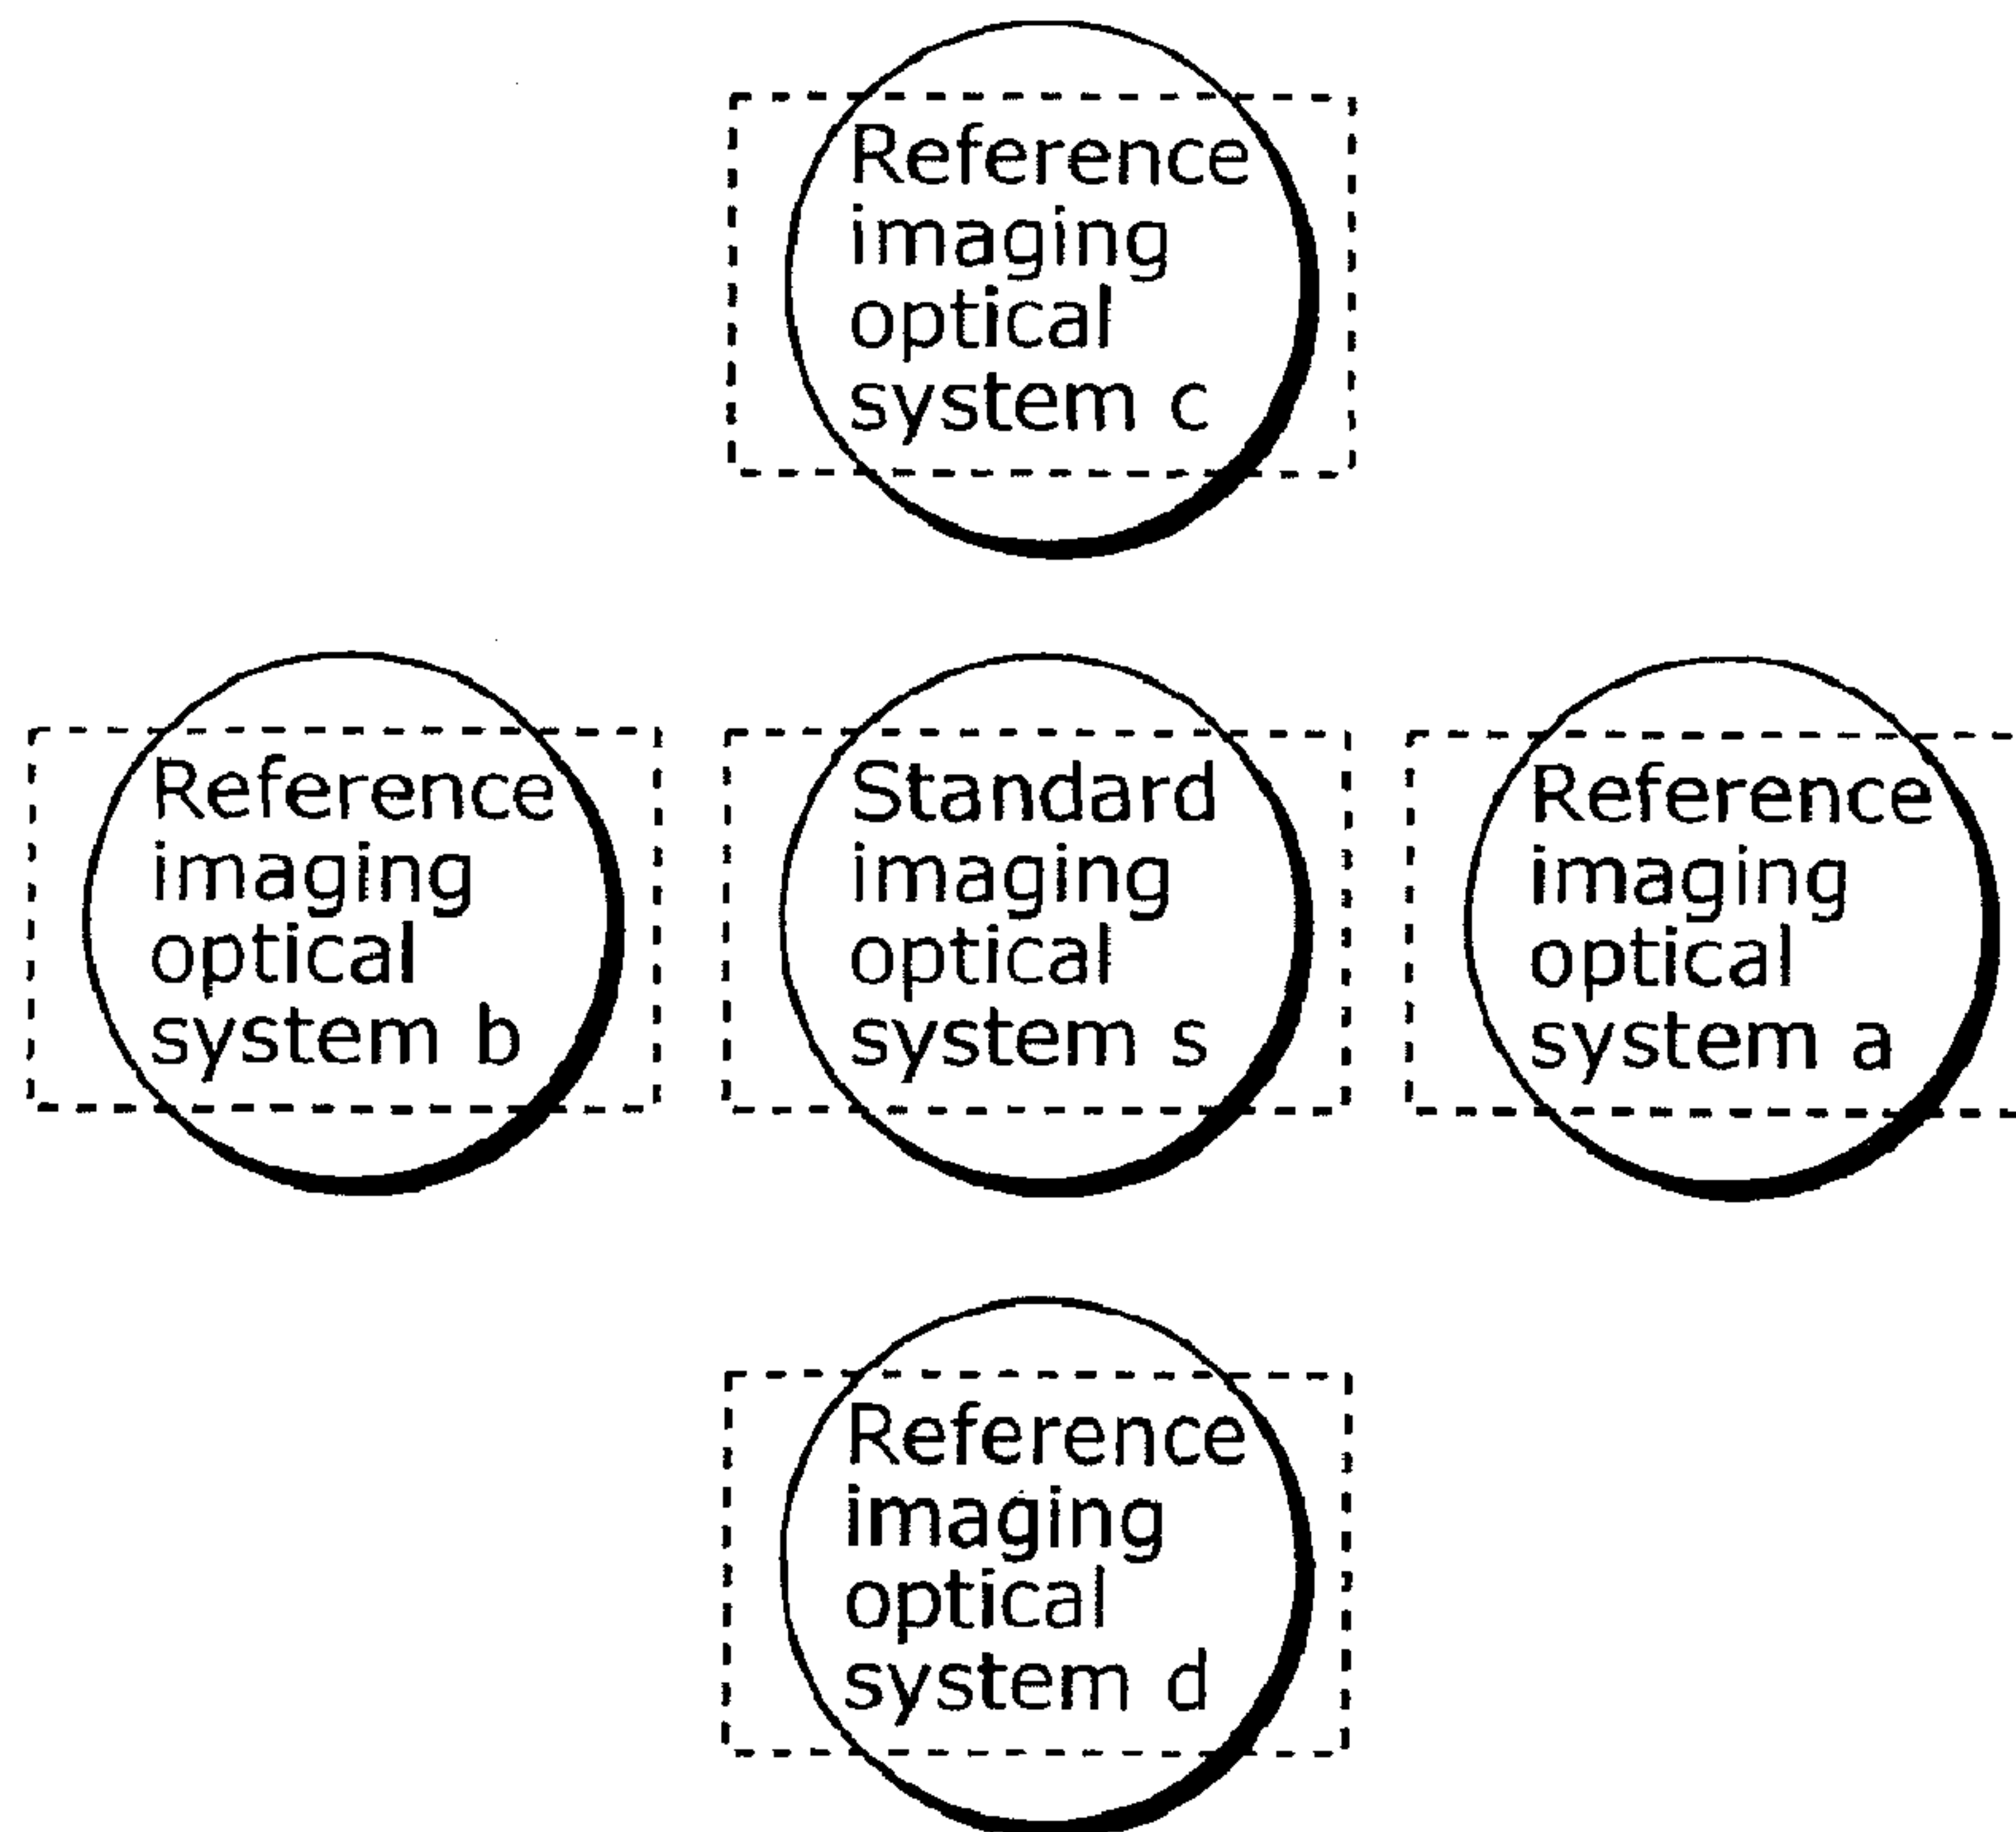 Reference
imaging
optical
system c
Reference
imaging
optical
system b
Standard
imaging
optical
system s
Reference
imaging
optical
system a
Reference
imaging
optical
system d